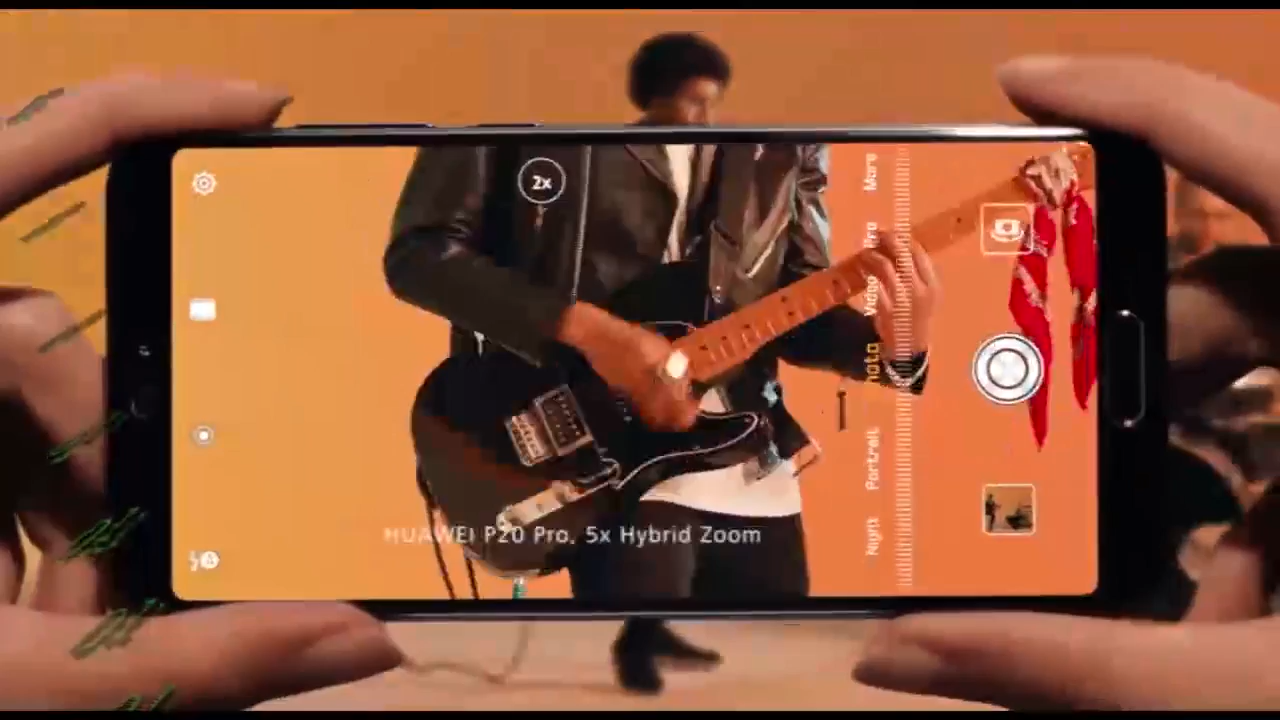 2x
More
Pro
Video
Photo
Portrait
Night
HUAWEI P20 Pro, 5x Hybrid Zoom